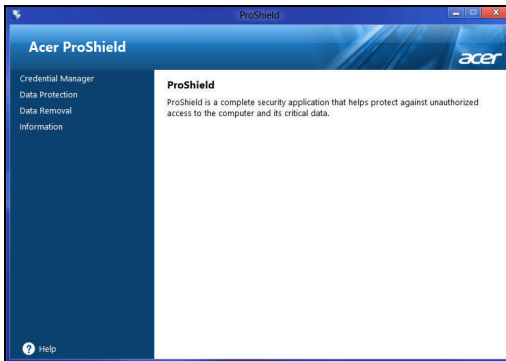 ProShield
Acer ProShield
acer
Credential Manager
Data Protection
Data Removal
Information
ProShield
ProShield is a complete security application that helps protect against unauthorized
access to the computer and its critical data.
? Help